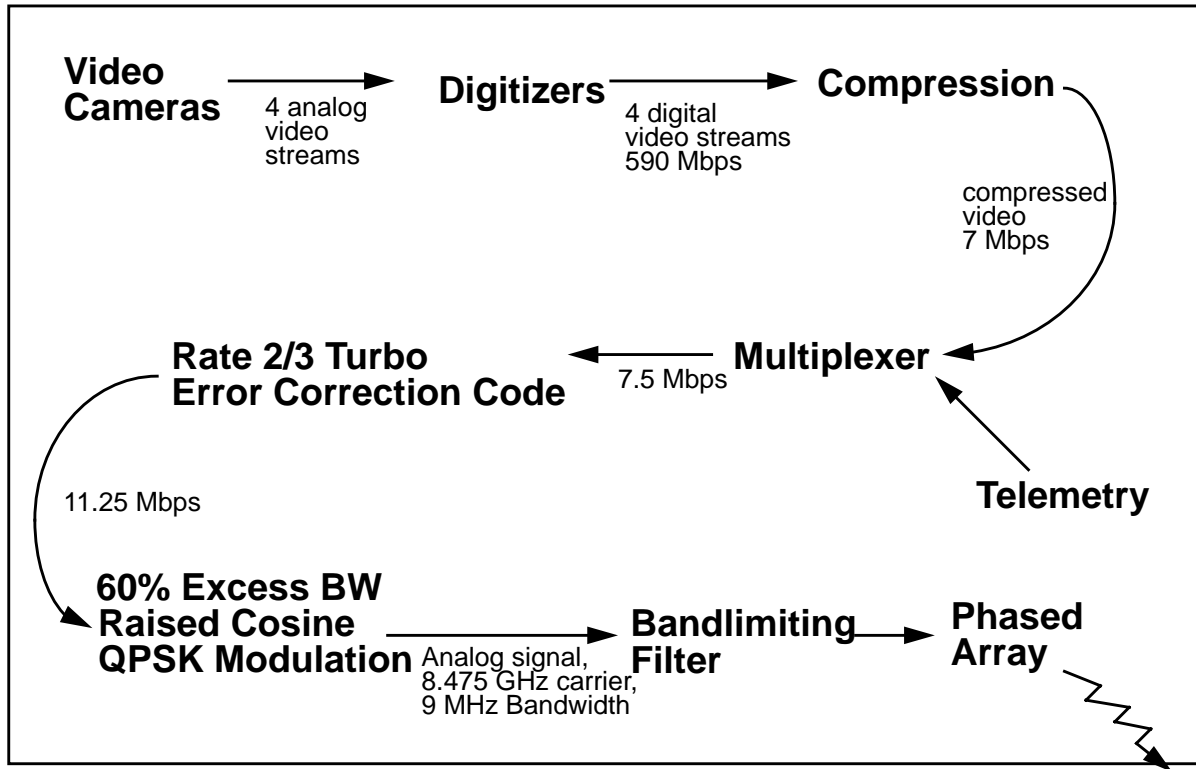 Video
Cameras
4 analog
video
streams
Digitizers
4 digital
video streams
590 Mbps
Compression
compressed
video
7 Mbps
Multiplexer
7.5 Mbps
Rate 2/3 Turbo
Error Correction Code
Telemetry
11.25 Mbps
60% Excess BW
Raised Cosine
QPSK Modulation
Analog signal,
8.475 GHz carrier,
9 MHz Bandwidth
Bandlimiting
Filter
Phased
Array